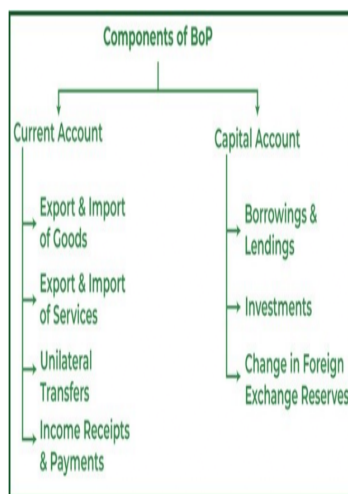 Components of BoP
Current Account
Export & Import
of Goods
Export & Import
of Services
Unilateral
Transfers
Income Receipts
& Payments
Capital Account
Borrowings &
Lendings
Investments
Change in Foreign
Exchange Reserves